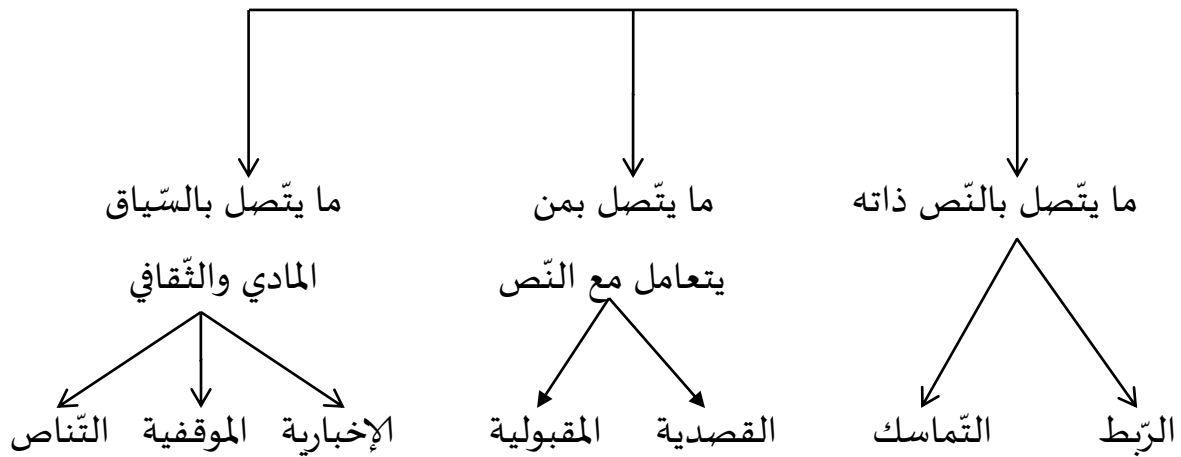 ما يتّصل بالنّص ذاته
ما يتّصل بمن
يتعامل مع النّص
ما يتّصل بالسّياق
المادي والثّقافي
الرّبط
التّماسك
القصدية
المقبولية
الإخبارية
الموقفية
التّناص